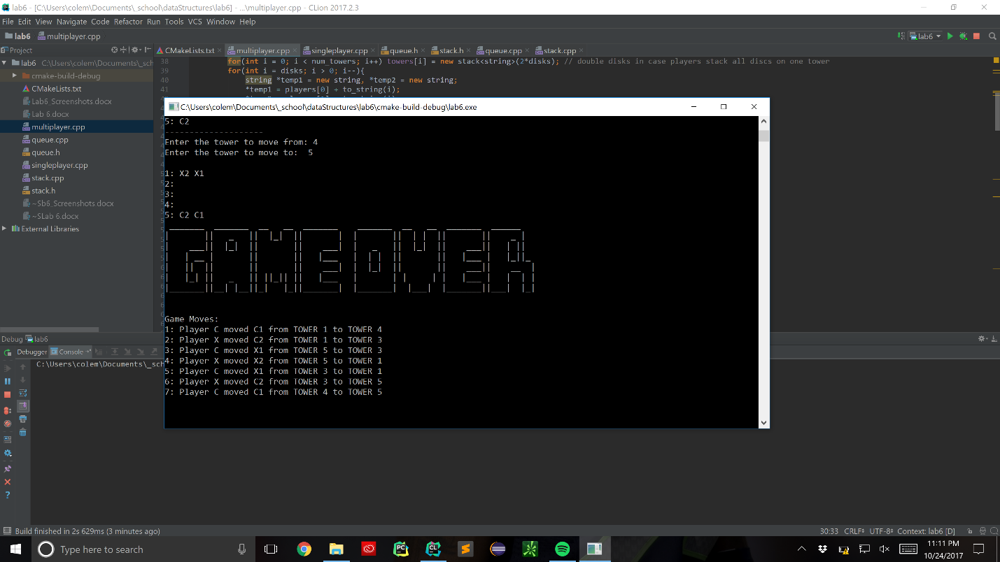 lab6 - [C:\Users\colem\Documents\_school\dataStructures\lab6] - ...\multiplayer.cpp - CLion 2017.2.3
File Edit View Navigate Code Refactor Run Tools VCS Window Help
lab6 multiplayer.cpp
lab6
Project
CMakeLists.txt multiplayer.cpp singleplayer.cpp queue.h stack.h queue.cpp stack.cpp
lab6 C:\Users\colem\Documents\_sch
cmake-build-debug
CMakeLists.txt
Lab6_Screenshots.docx
Lab 6.docx
multiplayer.cpp
queue.cpp
queue.h
singleplayer.cpp
stack.cpp
stack.h
~Sb6_Screenshots.docx
~SLab 6.docx
External Libraries
38 for(int i = 0; i < num_towers; i++) towers[i] = new stack<string>(2*disks); // double disks in case players stack all discs on one tower
39 for(int i = disks; i > 0; i--){
40 string *temp1 = new string, *temp2 = new string;
41 *temp1 = players[0] + to_string(i);
C:\Users\colem\Documents\_school\dataStructures\lab6\cmake-build-debug\lab6.exe
5: C2
--------------------
Enter the tower to move from: 4
Enter the tower to move to: 5
1: X2 X1
2:
3:
4:
5: C2 C1
GAME OVER
Game Moves:
1: Player C moved C1 from TOWER 1 to TOWER 4
2: Player X moved C2 from TOWER 1 to TOWER 3
3: Player C moved X1 from TOWER 5 to TOWER 3
4: Player X moved X2 from TOWER 5 to TOWER 1
5: Player C moved X1 from TOWER 3 to TOWER 1
6: Player X moved C2 from TOWER 3 to TOWER 5
7: Player C moved C1 from TOWER 4 to TOWER 5
Debug lab6
Debugger Console
C:\Users\colem\Documents\_sch
Build finished in 2s 629ms (3 minutes ago)
30:33 CRLF UTF-8 Context: lab6 [D]
Type here to search
PC
CL
11:11 PM
10/24/2017